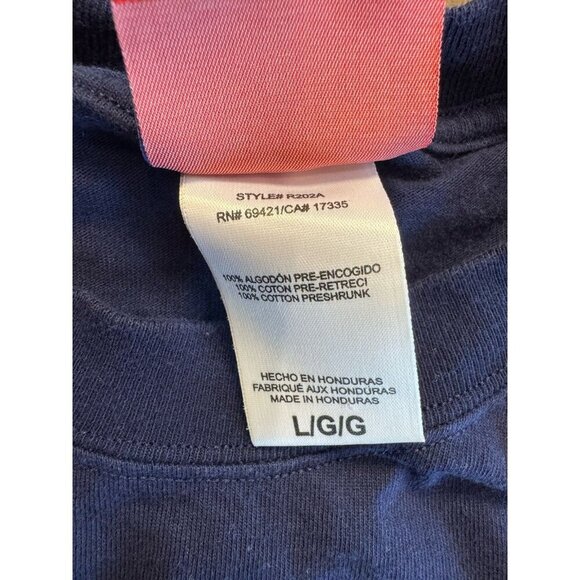 STYLE# R202A
RN# 69421/CA# 17335
100% ALGODÓN PRE-ENCOGIDO
100% COTON PRE-RETRECI
100% COTTON PRESHRUNK
HECHO EN HONDURAS
FABRIQUÉ AUX HONDURAS
MADE IN HONDURAS
L/G/G